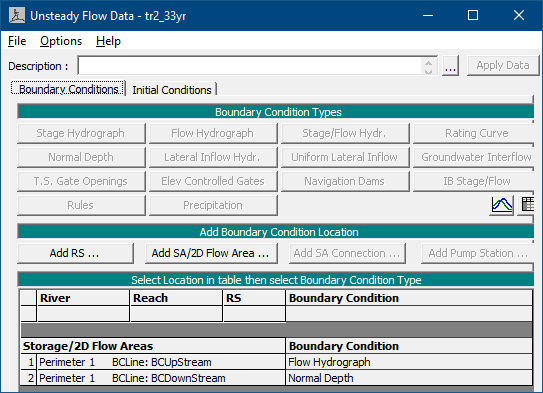 Unsteady Flow Data - tr2_33yr
File Options Help
Description : ... Apply Data
Boundary Conditions Initial Conditions
Boundary Condition Types
Stage Hydrograph Flow Hydrograph Stage/Flow Hydr. Rating Curve
Normal Depth Lateral Inflow Hydr. Uniform Lateral Inflow Groundwater Interflow
T.S. Gate Openings Elev Controlled Gates Navigation Dams IB Stage/Flow
Rules Precipitation
Add Boundary Condition Location
Add RS ... Add SA/2D Flow Area ... Add SA Connection ... Add Pump Station ...
Select Location in table then select Boundary Condition Type
River Reach RS Boundary Condition
Storage/2D Flow Areas Boundary Condition
1 Perimeter 1 BCLine: BCUpStream Flow Hydrograph
2 Perimeter 1 BCLine: BCDownStream Normal Depth